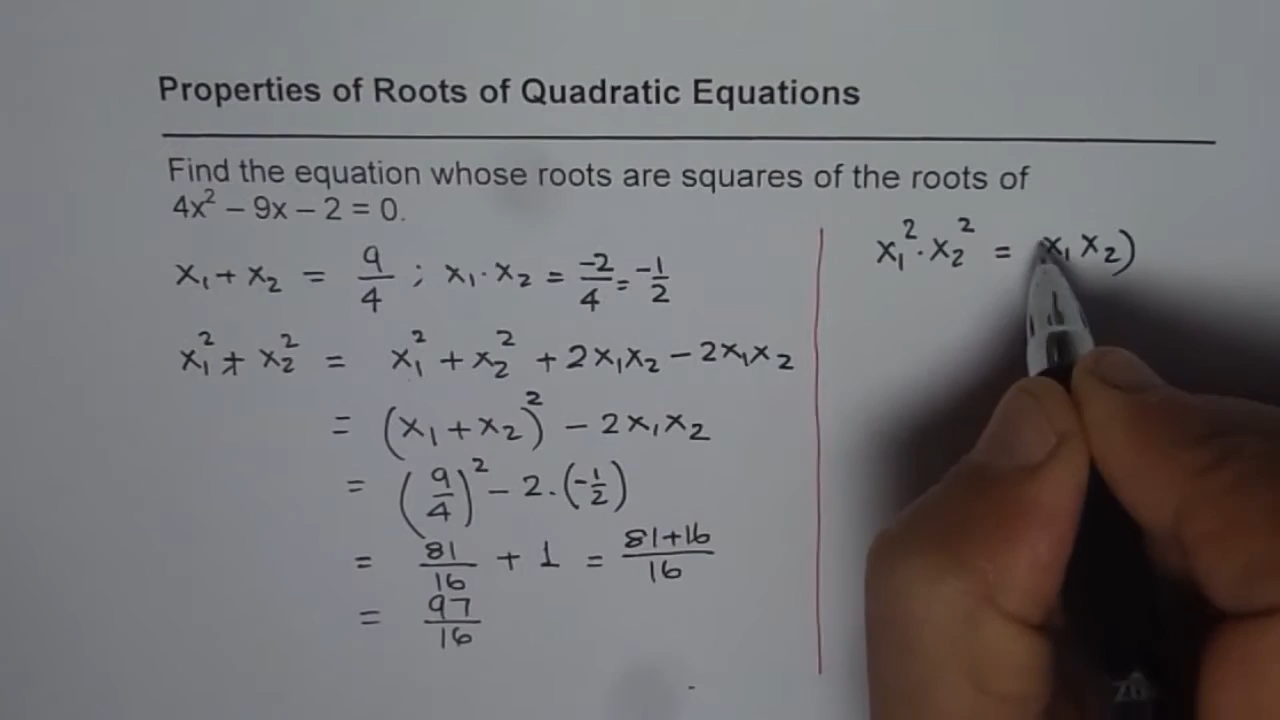 Properties of Roots of Quadratic Equations
Find the equation whose roots are squares of the roots of
4x² – 9x – 2 = 0.
x₁ + x₂ = 9/4 ; x₁ · x₂ = -2/4 = -1/2
x₁² + x₂² = x₁² + x₂² + 2x₁x₂ - 2x₁x₂
= (x₁ + x₂)² - 2x₁x₂
= (9/4)² - 2.(-1/2)
= 81/16 + 1 = 81+16/16
= 97/16
x₁² · x₂² = x₁ x₂)